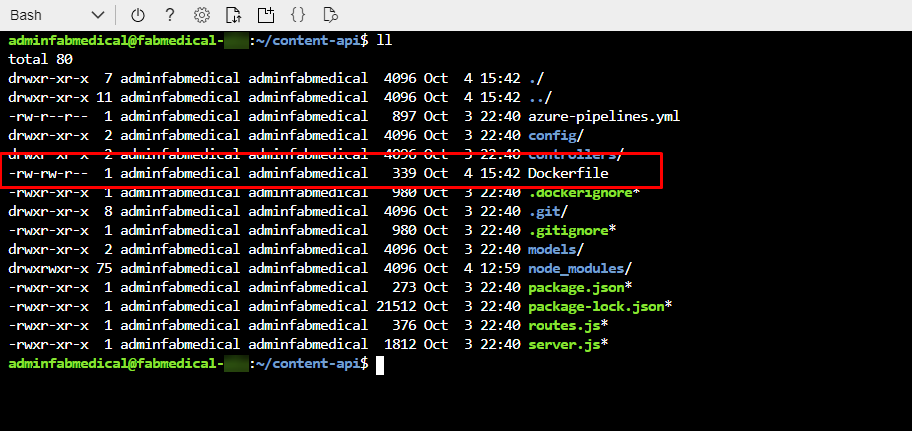 Bash ? {}
adminfabmedical@fabmedical- :~/content-api$ ll
total 80
drwxr-xr-x 7 adminfabmedical adminfabmedical 4096 Oct 4 15:42 ./
drwxr-xr-x 11 adminfabmedical adminfabmedical 4096 Oct 4 15:42 ../
-rw-r--r-- 1 adminfabmedical adminfabmedical 897 Oct 3 22:40 azure-pipelines.yml
drwxr-xr-x 2 adminfabmedical adminfabmedical 4096 Oct 3 22:40 config/
drwxr-xr-x 2 adminfabmedical adminfabmedical 4096 Oct 3 22:40 controllers/
-rw-rw-r-- 1 adminfabmedical adminfabmedical 339 Oct 4 15:42 Dockerfile
-rwxr-xr-x 1 adminfabmedical adminfabmedical 980 Oct 3 22:40 .dockerignore*
drwxr-xr-x 8 adminfabmedical adminfabmedical 4096 Oct 3 22:40 .git/
-rwxr-xr-x 1 adminfabmedical adminfabmedical 980 Oct 3 22:40 .gitignore*
drwxr-xr-x 2 adminfabmedical adminfabmedical 4096 Oct 3 22:40 models/
drwxrwxr-x 75 adminfabmedical adminfabmedical 4096 Oct 4 12:59 node_modules/
-rwxr-xr-x 1 adminfabmedical adminfabmedical 273 Oct 3 22:40 package.json*
-rwxr-xr-x 1 adminfabmedical adminfabmedical 21512 Oct 3 22:40 package-lock.json*
-rwxr-xr-x 1 adminfabmedical adminfabmedical 376 Oct 3 22:40 routes.js*
-rwxr-xr-x 1 adminfabmedical adminfabmedical 1812 Oct 3 22:40 server.js*
adminfabmedical@fabmedical- :~/content-api$